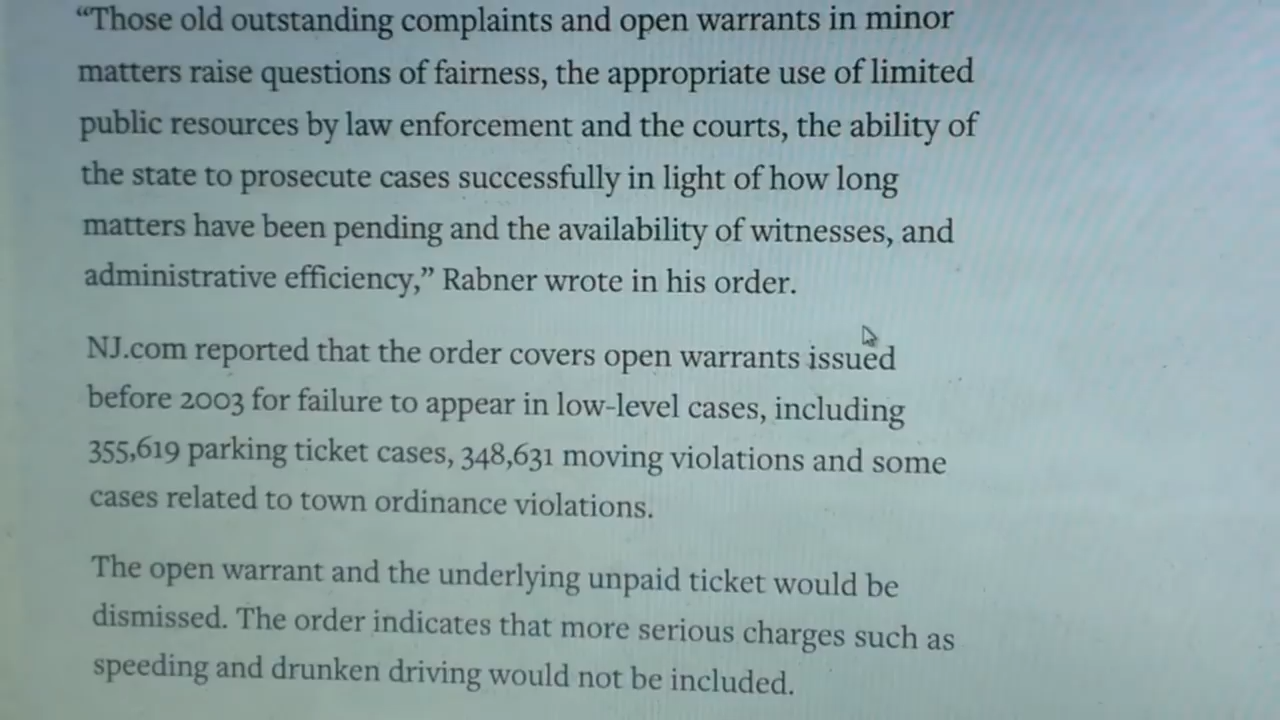 “Those old outstanding complaints and open warrants in minor
matters raise questions of fairness, the appropriate use of limited
public resources by law enforcement and the courts, the ability of
the state to prosecute cases successfully in light of how long
matters have been pending and the availability of witnesses, and
administrative efficiency,” Rabner wrote in his order.
NJ.com reported that the order covers open warrants issued
before 2003 for failure to appear in low-level cases, including
355,619 parking ticket cases, 348,631 moving violations and some
cases related to town ordinance violations.
The open warrant and the underlying unpaid ticket would be
dismissed. The order indicates that more serious charges such as
speeding and drunken driving would not be included.